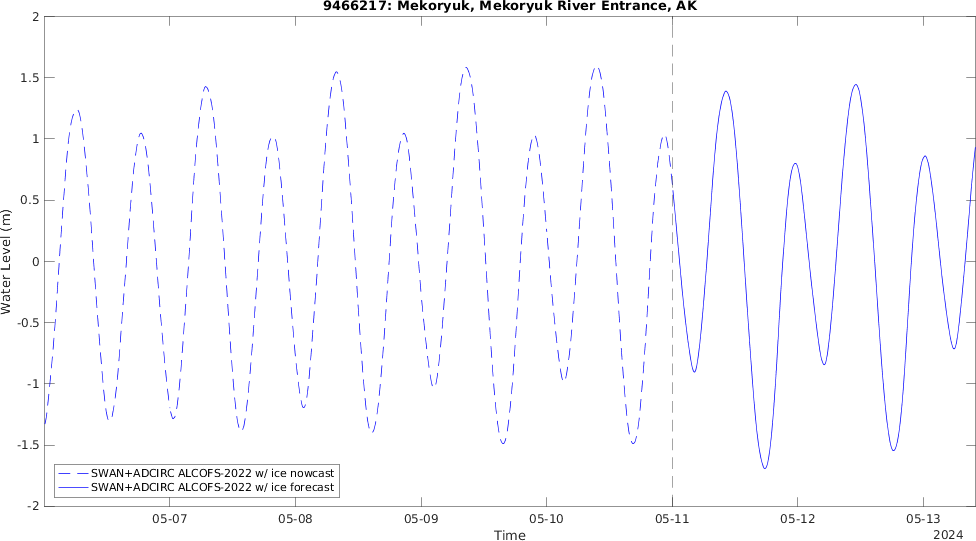 9466217: Mekoryuk, Mekoryuk River Entrance, AK
2
1.5
1
0.5
0
-0.5
-1
-1.5
-2
Water Level (m)
SWAN+ADCIRC ALCOFS-2022 w/ ice nowcast
SWAN+ADCIRC ALCOFS-2022 w/ ice forecast
05-07 05-08 05-09 05-10 05-11 05-12 05-13
Time
2024